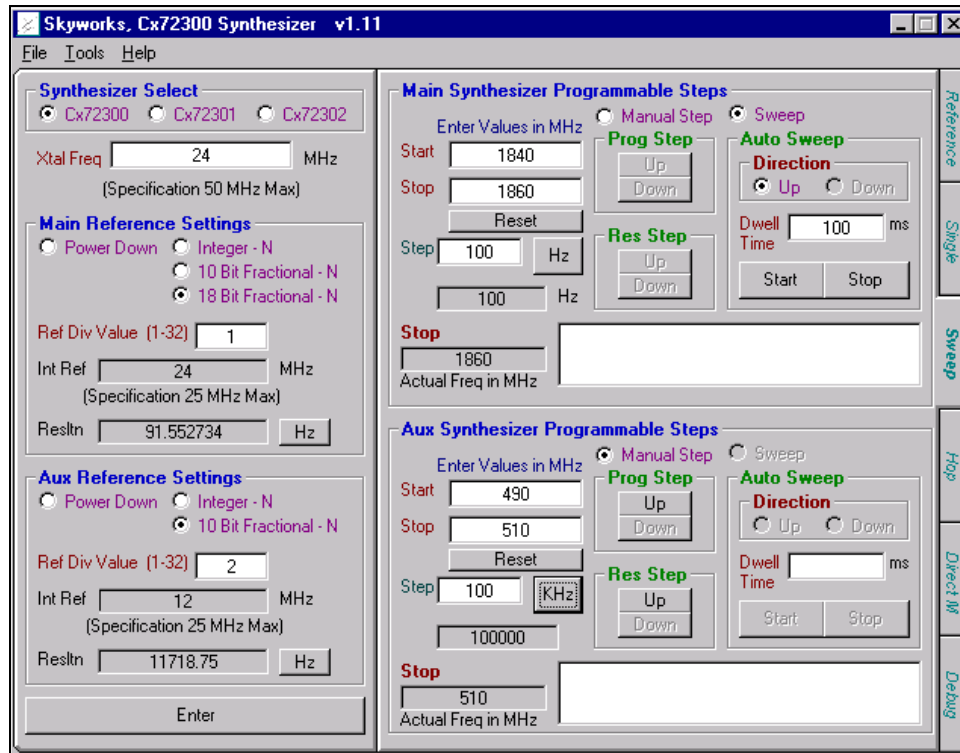 Skyworks, Cx72300 Synthesizer v1.11
File Tools Help
Synthesizer Select
Cx72300 Cx72301 Cx72302
Xtal Freq 24 MHz
(Specification 50 MHz Max)
Main Reference Settings
Power Down Integer - N
10 Bit Fractional - N
18 Bit Fractional - N
Ref Div Value (1-32) 1
Int Ref 24 MHz
(Specification 25 MHz Max)
Resltn 91.552734 Hz
Aux Reference Settings
Power Down Integer - N
10 Bit Fractional - N
Ref Div Value (1-32) 2
Int Ref 12 MHz
(Specification 25 MHz Max)
Resltn 11718.75 Hz
Enter
Main Synthesizer Programmable Steps
Enter Values in MHz
Manual Step Sweep
Start 1840
Stop 1860
Reset
Step 100 Hz
100 Hz
Prog Step
Up
Down
Res Step
Up
Down
Auto Sweep
Direction
Up Down
Dwell Time 100 ms
Start Stop
Stop
1860
Actual Freq in MHz
Aux Synthesizer Programmable Steps
Enter Values in MHz
Manual Step Sweep
Start 490
Stop 510
Reset
Step 100 KHz
100000
Prog Step
Up
Down
Res Step
Up
Down
Auto Sweep
Direction
Up Down
Dwell Time ms
Start Stop
Stop
510
Actual Freq in MHz
Reference
Single
Sweep
Hop
Direct M
Debug